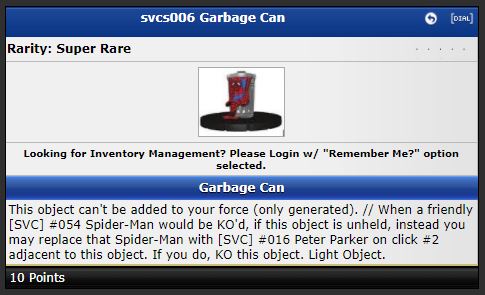 svcs006 Garbage Can [DIAL]
Rarity: Super Rare · · · · ·
Looking for Inventory Management? Please Login w/ "Remember Me?" option
selected.
Garbage Can
This object can't be added to your force (only generated). // When a friendly
[SVC] #054 Spider-Man would be KO'd, if this object is unheld, instead you
may replace that Spider-Man with [SVC] #016 Peter Parker on click #2
adjacent to this object. If you do, KO this object. Light Object.
10 Points